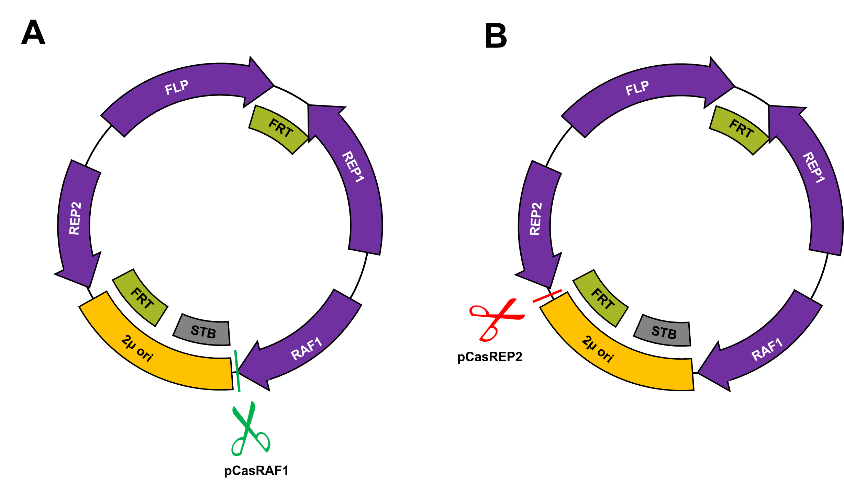 A
FLP
FRT
REP1
REP2
FRT
STB
2µ ori
RAF1
pCasRAF1
B
FLP
FRT
REP1
REP2
FRT
STB
2µ ori
RAF1
pCasREP2